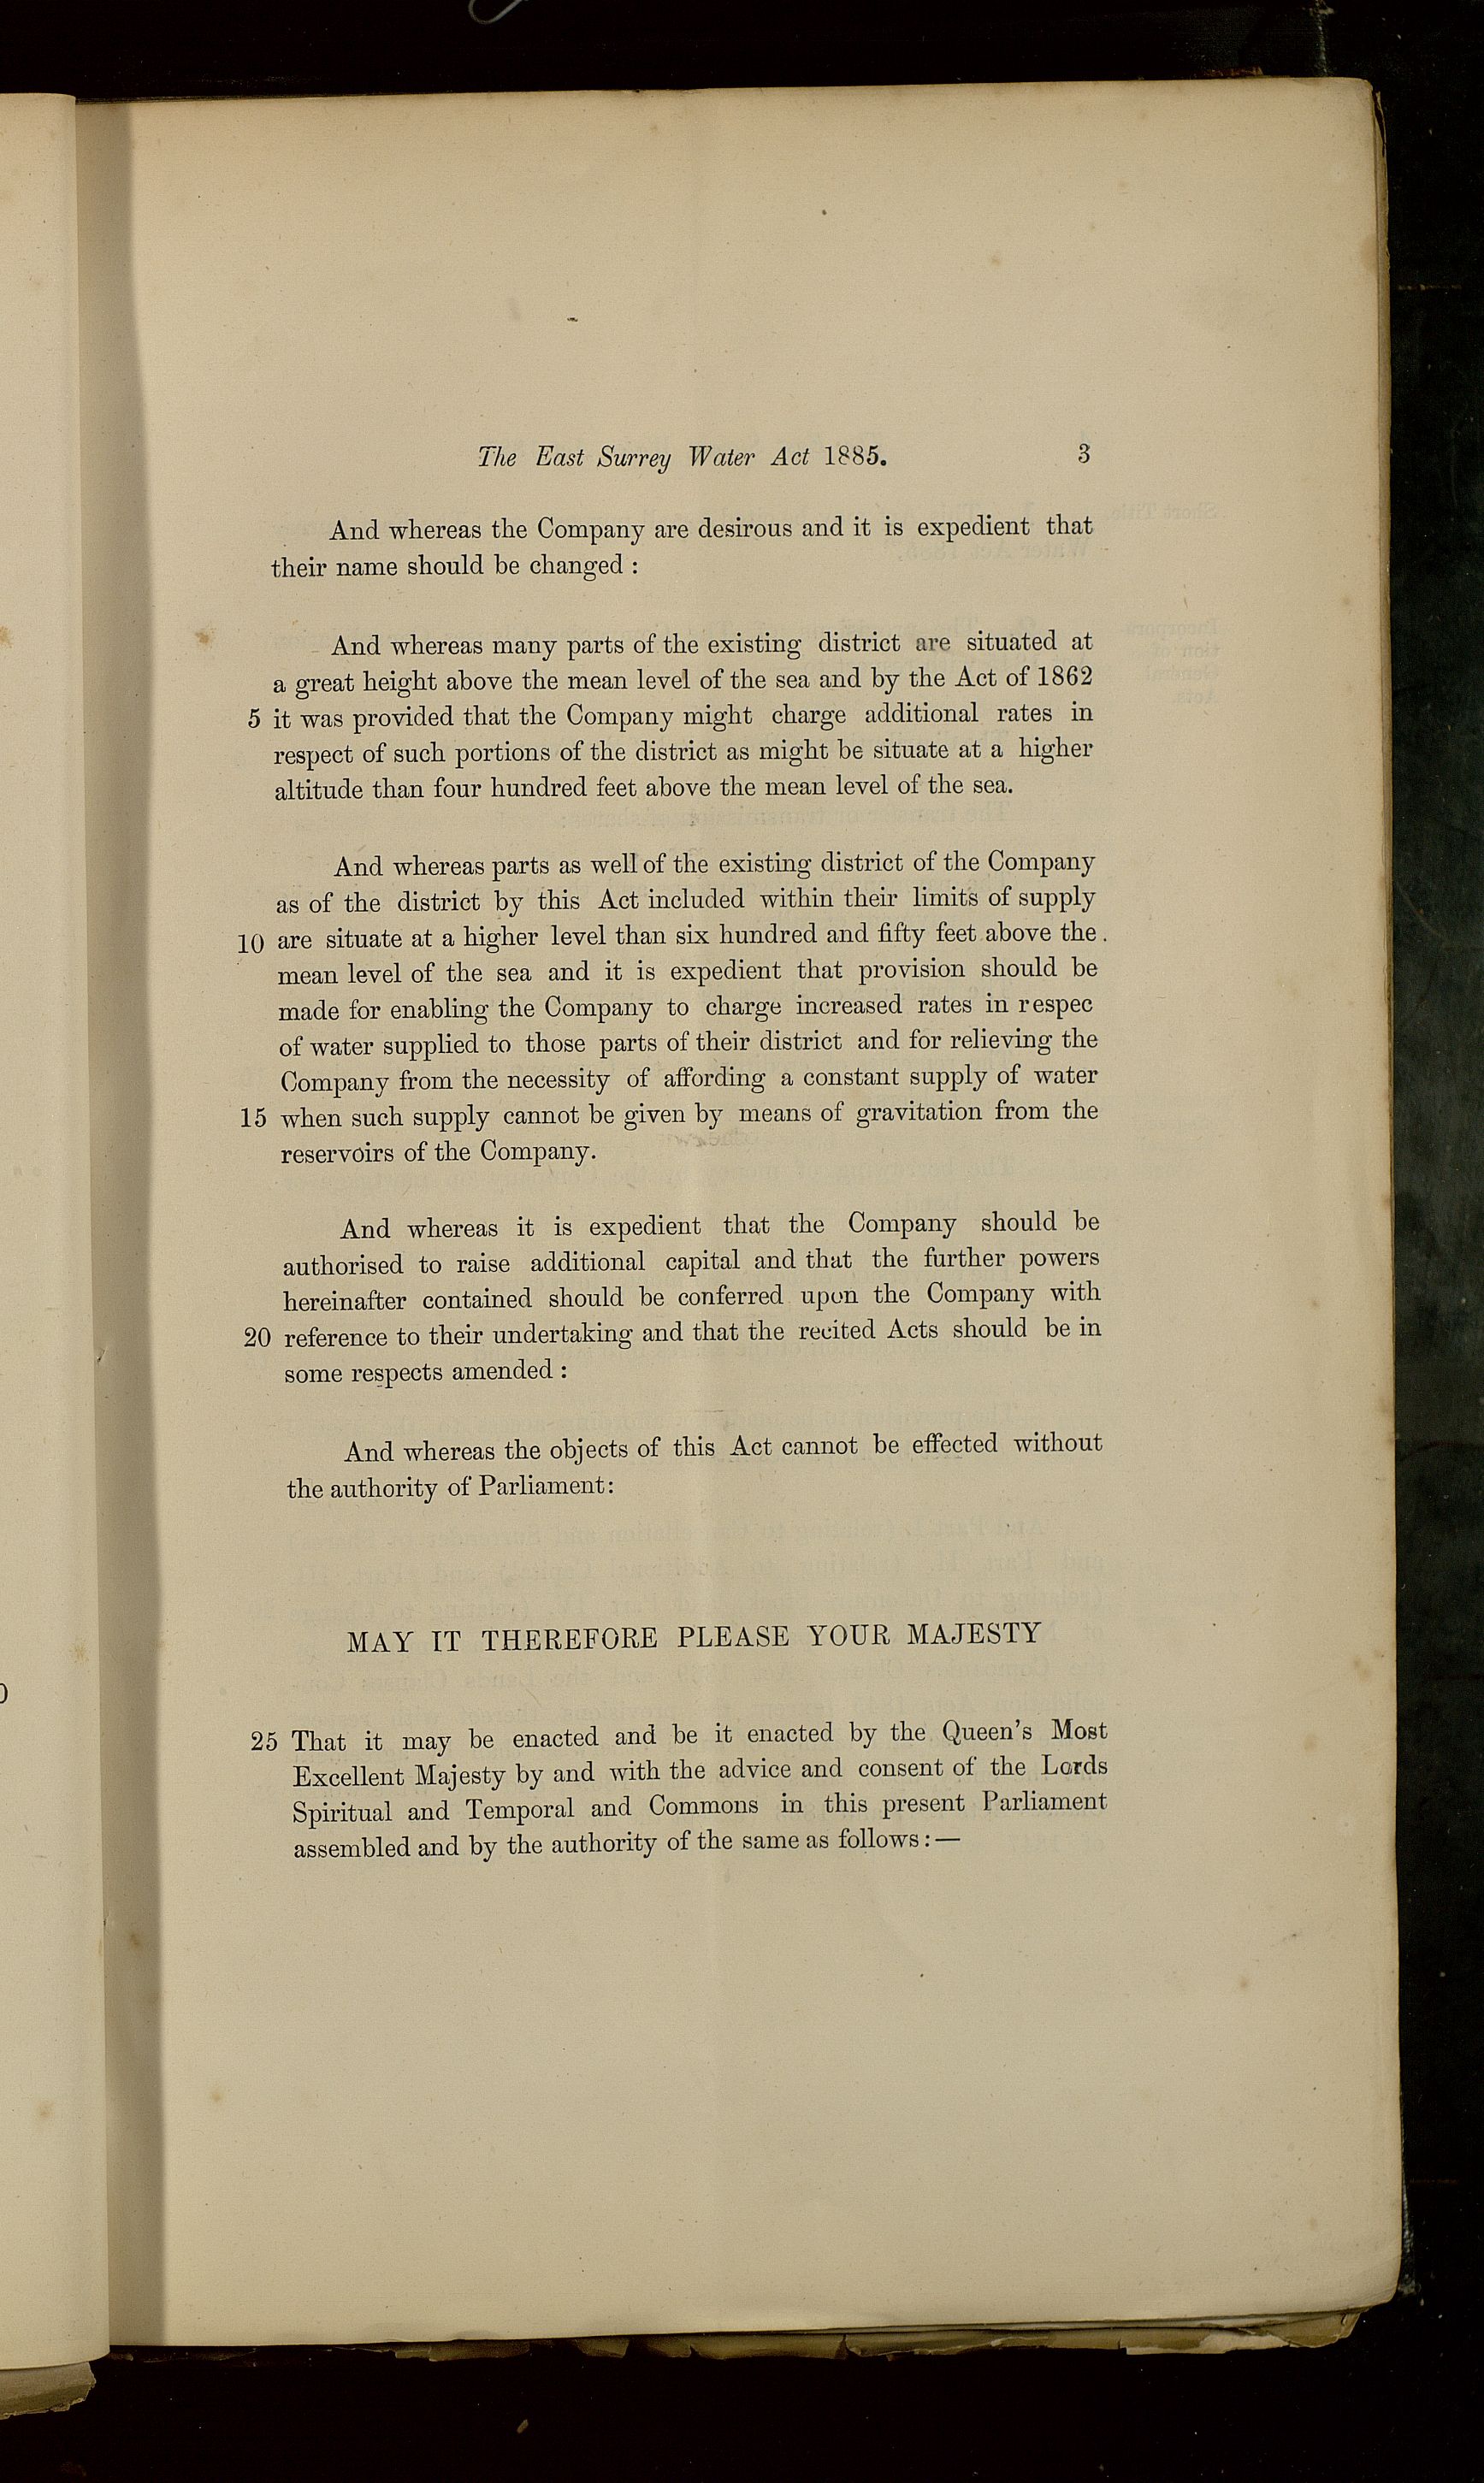 The East Surrey Water Act 1885. 3
And whereas the Company are desirous and it is expedient that
their name should be changed :
And whereas many parts of the existing district are situated at
a great height above the mean level of the sea and by the Act of 1862
5 it was provided that the Company might charge additional rates in
respect of such portions of the district as might be situate at a higher
altitude than four hundred feet above the mean level of the sea.
And whereas parts as well of the existing district of the Company
as of the district by this Act included within their limits of supply
10 are situate at a higher level than six hundred and fifty feet above the.
mean level of the sea and it is expedient that provision should be
made for enabling the Company to charge increased rates in respec
of water supplied to those parts of their district and for relieving the
Company from the necessity of affording a constant supply of water
15 when such supply cannot be given by means of gravitation from the
reservoirs of the Company.
And whereas it is expedient that the Company should be
authorised to raise additional capital and that the further powers
hereinafter contained should be conferred upon the Company with
20 reference to their undertaking and that the recited Acts should be in
some respects amended :
And whereas the objects of this Act cannot be effected without
the authority of Parliament:
MAY IT THEREFORE PLEASE YOUR MAJESTY
25 That it may be enacted and be it enacted by the Queen's Most
Excellent Majesty by and with the advice and consent of the Lords
Spiritual and Temporal and Commons in this present Parliament
assembled and by the authority of the same as follows:—